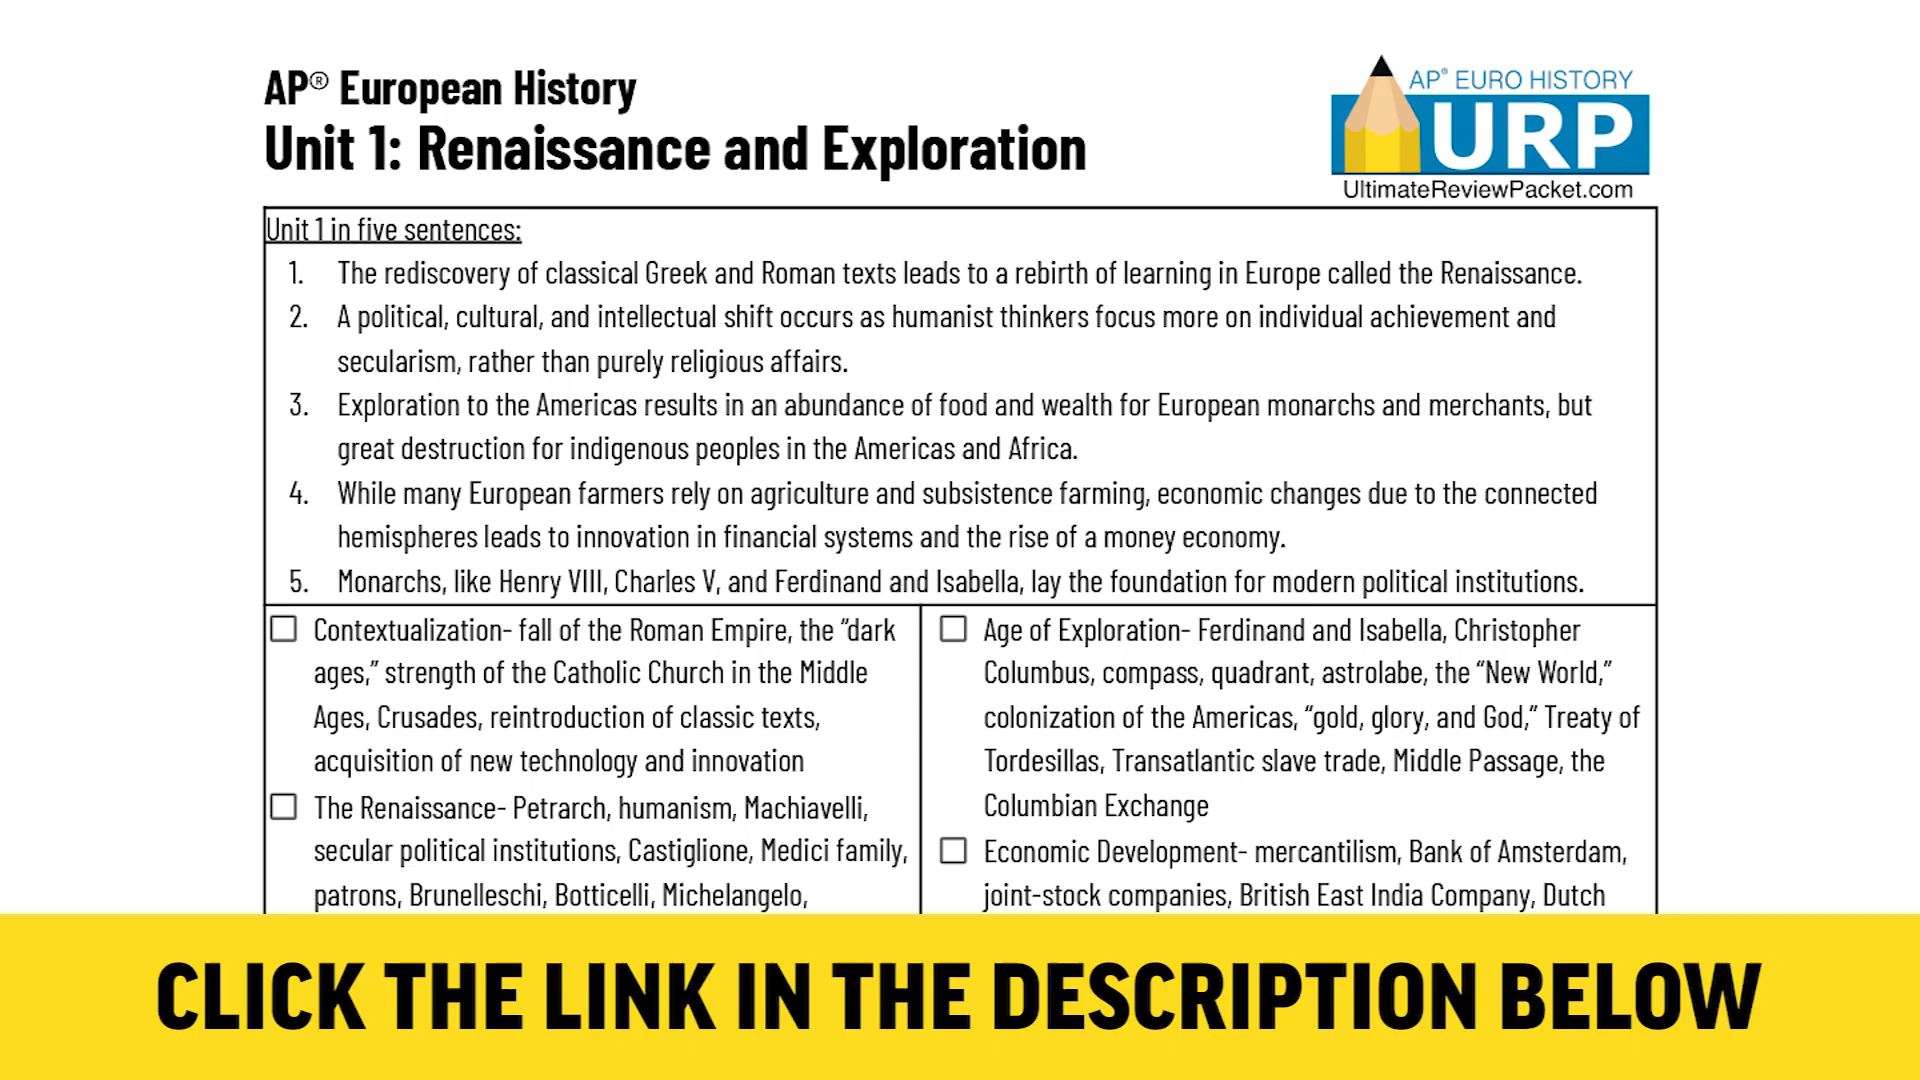 AP® European History
Unit 1: Renaissance and Exploration
AP® EURO HISTORY
URP
UltimateReviewPacket.com
Unit 1 in five sentences:
1. The rediscovery of classical Greek and Roman texts leads to a rebirth of learning in Europe called the Renaissance.
2. A political, cultural, and intellectual shift occurs as humanist thinkers focus more on individual achievement and
secularism, rather than purely religious affairs.
3. Exploration to the Americas results in an abundance of food and wealth for European monarchs and merchants, but
great destruction for indigenous peoples in the Americas and Africa.
4. While many European farmers rely on agriculture and subsistence farming, economic changes due to the connected
hemispheres leads to innovation in financial systems and the rise of a money economy.
5. Monarchs, like Henry VIII, Charles V, and Ferdinand and Isabella, lay the foundation for modern political institutions.
Contextualization- fall of the Roman Empire, the “dark
ages,” strength of the Catholic Church in the Middle
Ages, Crusades, reintroduction of classic texts,
acquisition of new technology and innovation
The Renaissance- Petrarch, humanism, Machiavelli,
secular political institutions, Castiglione, Medici family,
patrons, Brunelleschi, Botticelli, Michelangelo,
Age of Exploration- Ferdinand and Isabella, Christopher
Columbus, compass, quadrant, astrolabe, the “New World,”
colonization of the Americas, “gold, glory, and God,” Treaty of
Tordesillas, Transatlantic slave trade, Middle Passage, the
Columbian Exchange
Economic Development- mercantilism, Bank of Amsterdam,
joint-stock companies, British East India Company, Dutch
CLICK THE LINK IN THE DESCRIPTION BELOW